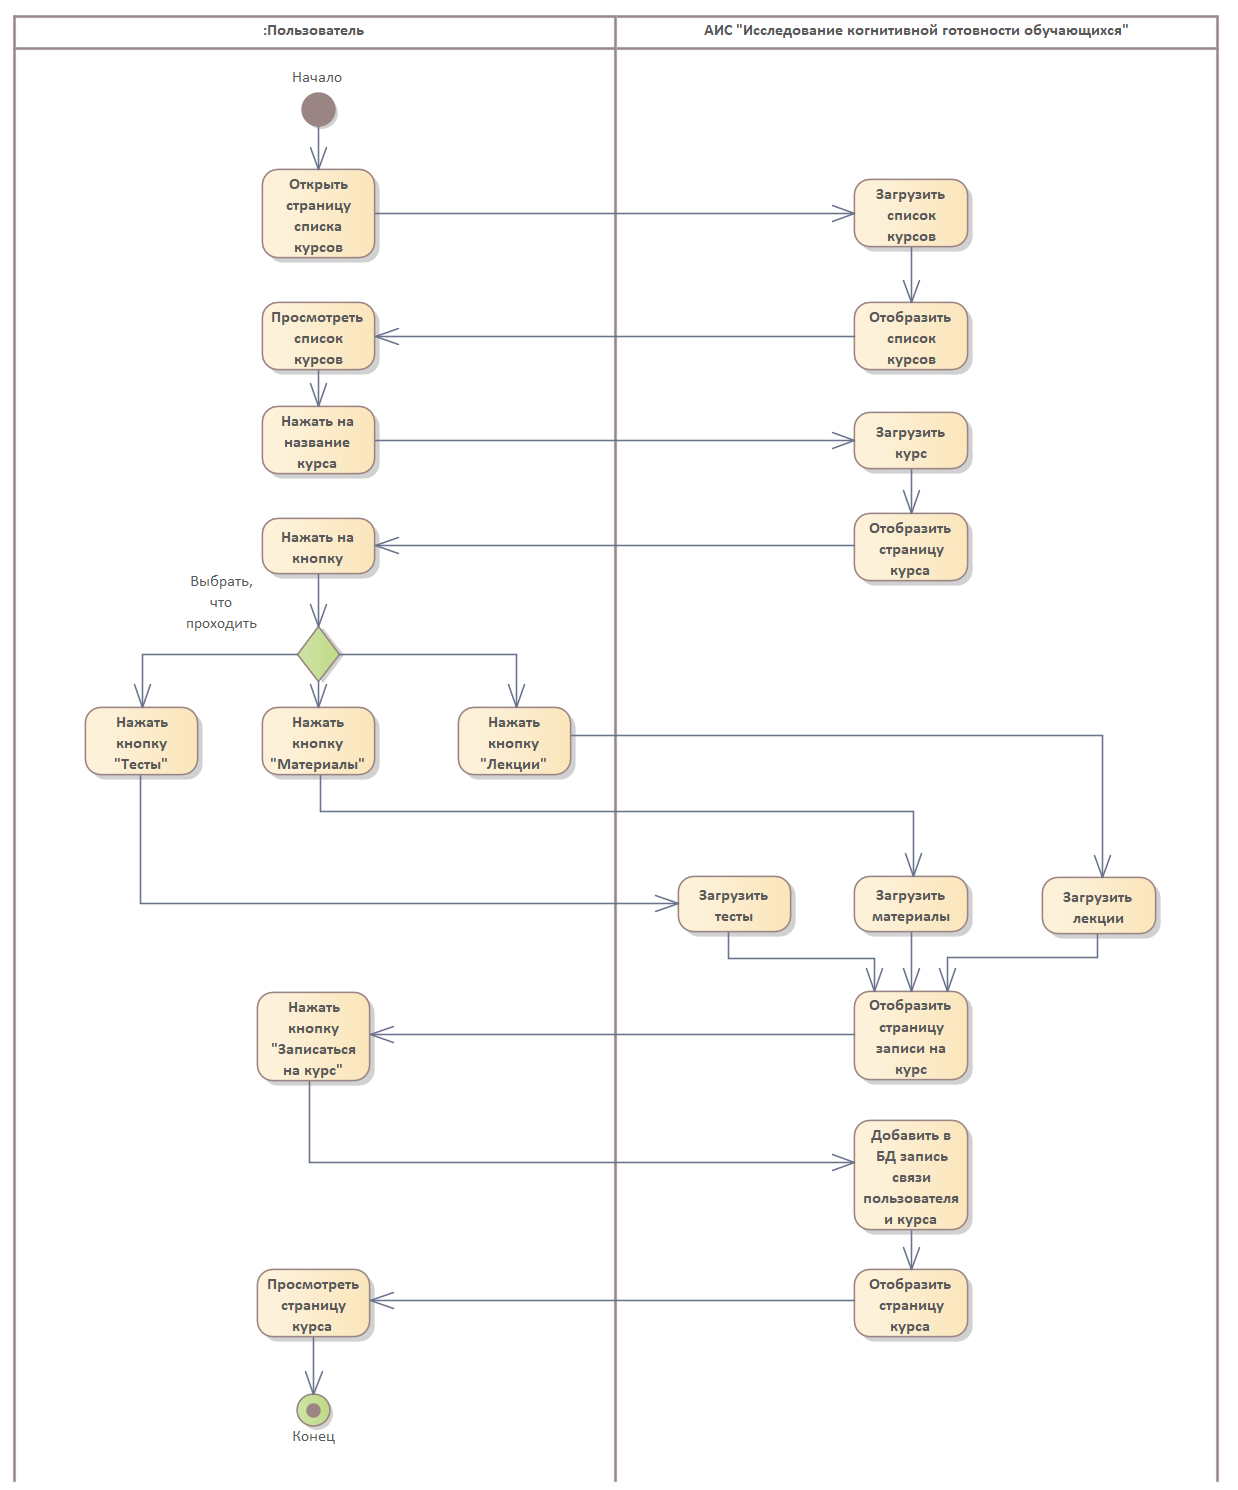 :Пользователь
АИС "Исследование когнитивной готовности обучающихся"
Начало
Открыть
страницу
списка
курсов
Загрузить
список
курсов
Просмотреть
список
курсов
Отобразить
список
курсов
Нажать на
название
курса
Загрузить
курс
Нажать на
кнопку
Отобразить
страницу
курса
Выбрать,
что
проходить
Нажать
кнопку
"Тесты"
Нажать
кнопку
"Материалы"
Нажать
кнопку
"Лекции"
Загрузить
тесты
Загрузить
материалы
Загрузить
лекции
Нажать
кнопку
"Записаться
на курс"
Отобразить
страницу
записи на
курс
Добавить в
БД запись
связи
пользователя
и курса
Просмотреть
страницу
курса
Отобразить
страницу
курса
Конец